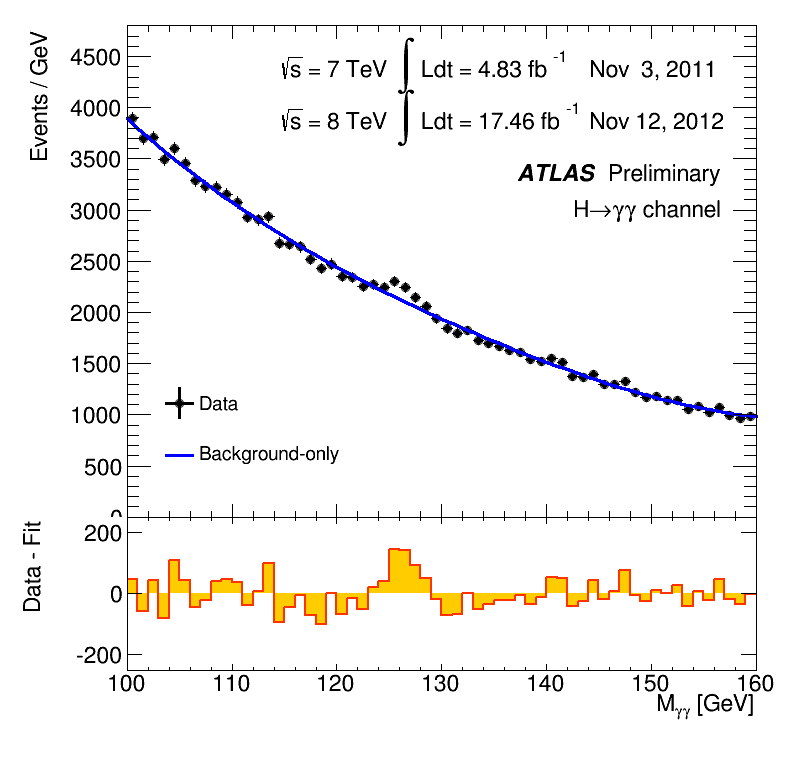 Events / GeV
4500
4000
3500
3000
2500
2000
1500
1000
500
0
√s = 7 TeV ∫ Ldt = 4.83 fb⁻¹ Nov 3, 2011
√s = 8 TeV ∫ Ldt = 17.46 fb⁻¹ Nov 12, 2012
ATLAS Preliminary
H→γγ channel
Data
Background-only
Data - Fit
200
0
-200
100 110 120 130 140 150 160
Mγγ [GeV]